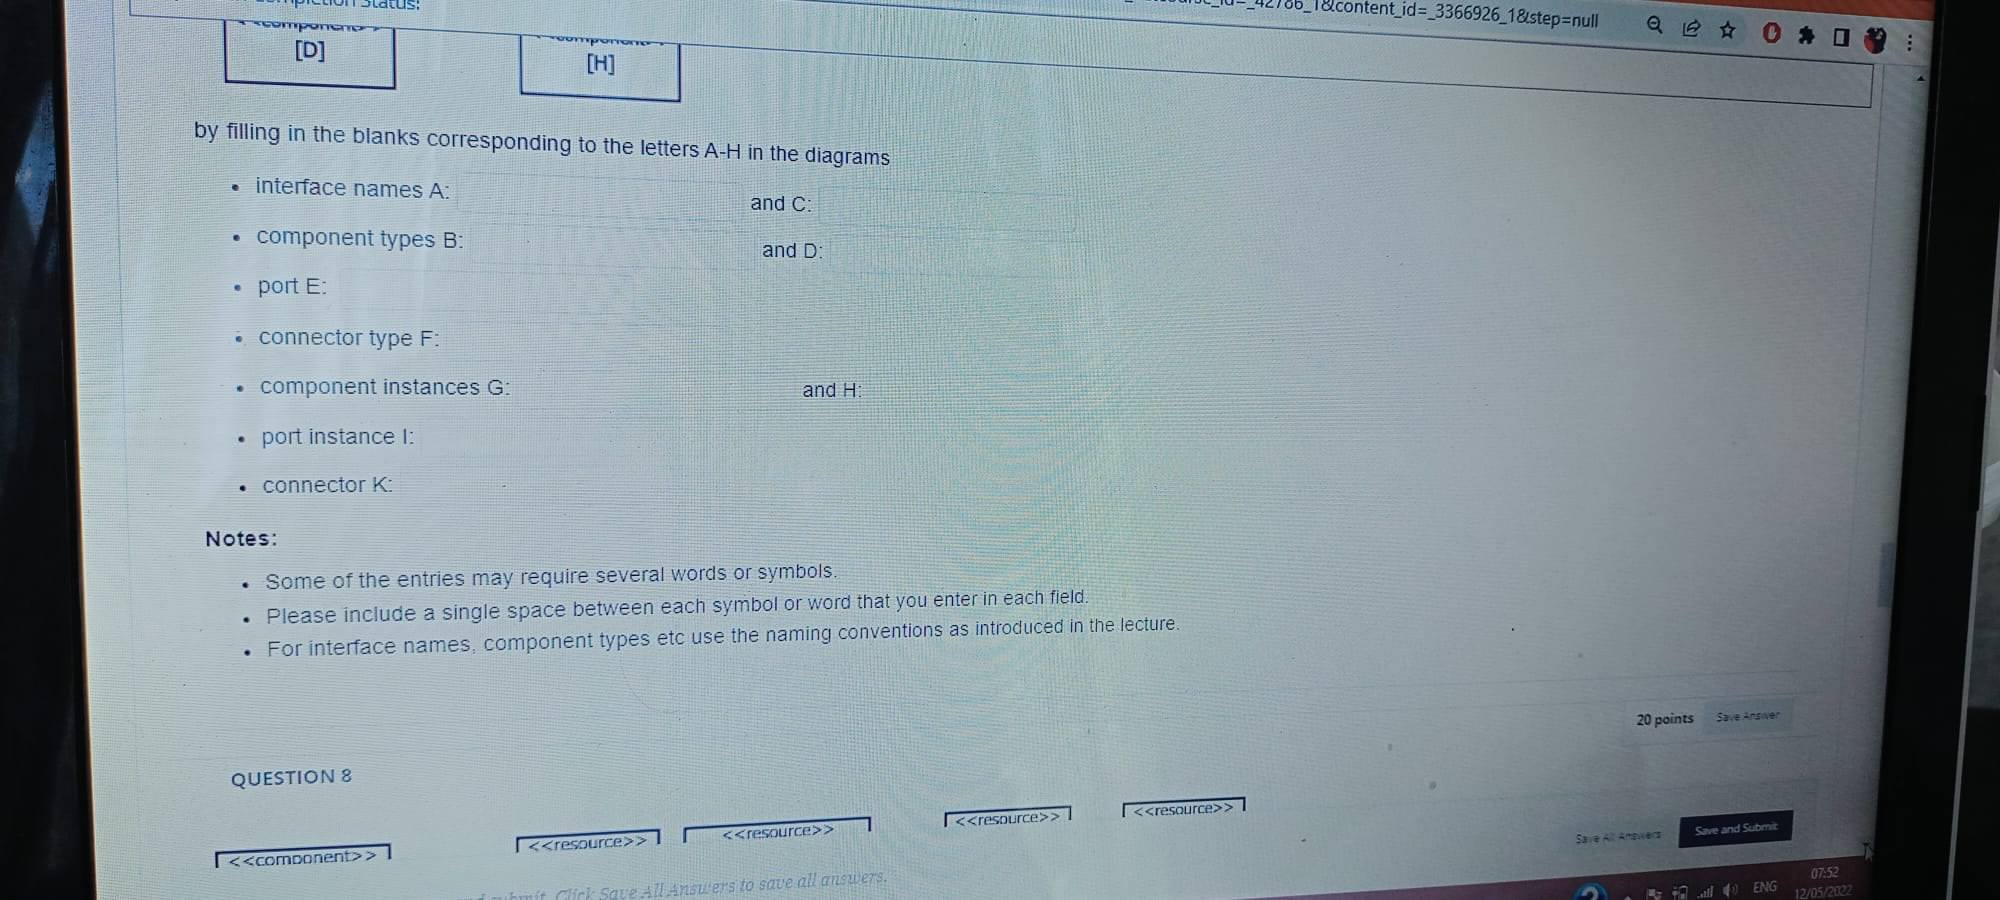 _42786_1&content_id=_3366926_1&step=null
[D]
[H]
by filling in the blanks corresponding to the letters A-H in the diagrams
• interface names A: and C:
• component types B: and D:
• port E:
• connector type F:
• component instances G: and H:
• port instance I:
• connector K:
Notes:
• Some of the entries may require several words or symbols.
• Please include a single space between each symbol or word that you enter in each field.
• For interface names, component types etc use the naming conventions as introduced in the lecture.
20 points Save Answer
QUESTION 8
<<component>> <<resource>> <<resource>> <<resource>> <<resource>>
Click Save All Answers to save all answers.
Save All Answers Save and Submit
ENG 07:52
12/05/2022